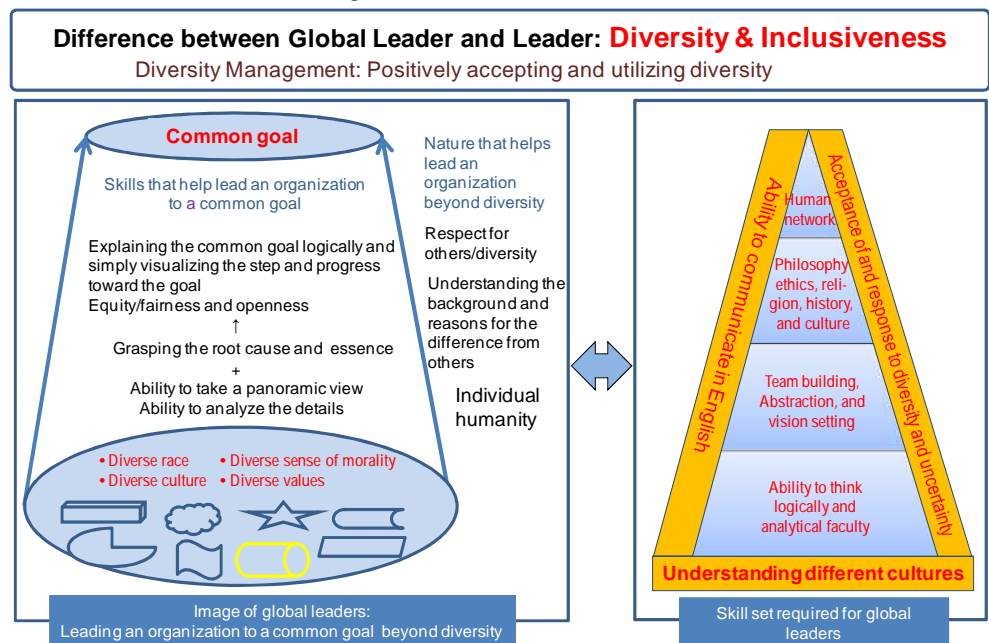 Difference between Global Leader and Leader: Diversity & Inclusiveness
Diversity Management: Positively accepting and utilizing diversity
Common goal
Skills that help lead an organization
to a common goal
Explaining the common goal logically and
simply visualizing the step and progress
toward the goal
Equity/fairness and openness
↑
Grasping the root cause and essence
+
Ability to take a panoramic view
Ability to analyze the details
Nature that helps
lead an
organization
beyond diversity
Respect for
others/diversity
Understanding the
background and
reasons for the
difference from
others
Individual
humanity
• Diverse race • Diverse sense of morality
• Diverse culture • Diverse values
Image of global leaders:
Leading an organization to a common goal beyond diversity
Ability to communicate in English
Acceptance of and response to diversity and uncertainty
Human
network
Philosophy
ethics, reli-
gion, history,
and culture
Team building,
Abstraction, and
vision setting
Ability to think
logically and
analytical faculty
Understanding different cultures
Skill set required for global
leaders